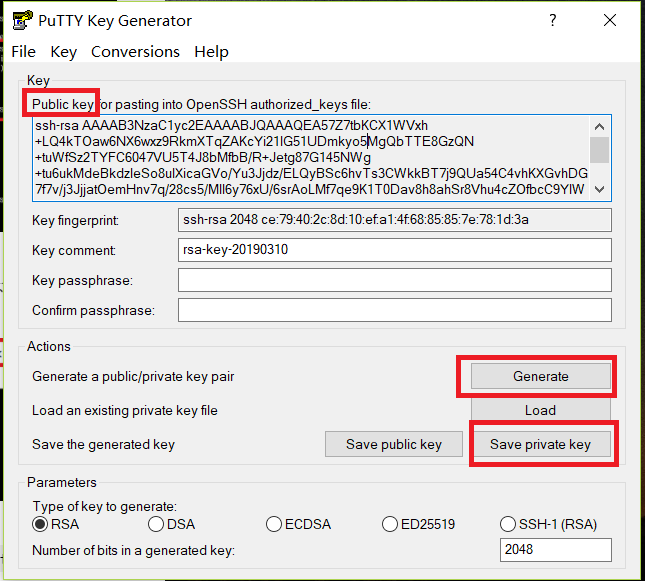 PuTTY Key Generator
?
File Key Conversions Help
Key
Public key for pasting into OpenSSH authorized_keys file:
ssh-rsa AAAAB3NzaC1yc2EAAAABJQAAAQEA57Z7tbKCX1WVxh
+LQ4kTOaw6NX6wxz9RkmXTqZAKcYi21IG51UDmkyo5MgQbTTE8GzQN
+tuWfSz2TYFC6047VU5T4J8bMfbB/R+Jetg87G145NWg
+tu6ukMdeBkdzleSo8ulXicaGVo/Yu3Jjdz/ELQyBSc6hvTs3CWkkBT7j9QUa54C4vhKXGvhDG
7f7v/j3JjjatOemHnv7q/28cs5/MlI6y76xU/6srAoLMf7qe9K1T0Dav8h8ahSr8Vhu4cZOfbcC9YlW
Key fingerprint: ssh-rsa 2048 ce:79:40:2c:8d:10:ef:a1:4f:68:85:85:7e:78:1d:3a
Key comment: rsa-key-20190310
Key passphrase:
Confirm passphrase:
Actions
Generate a public/private key pair Generate
Load an existing private key file Load
Save the generated key Save public key Save private key
Parameters
Type of key to generate:
RSA DSA ECDSA ED25519 SSH-1 (RSA)
Number of bits in a generated key: 2048